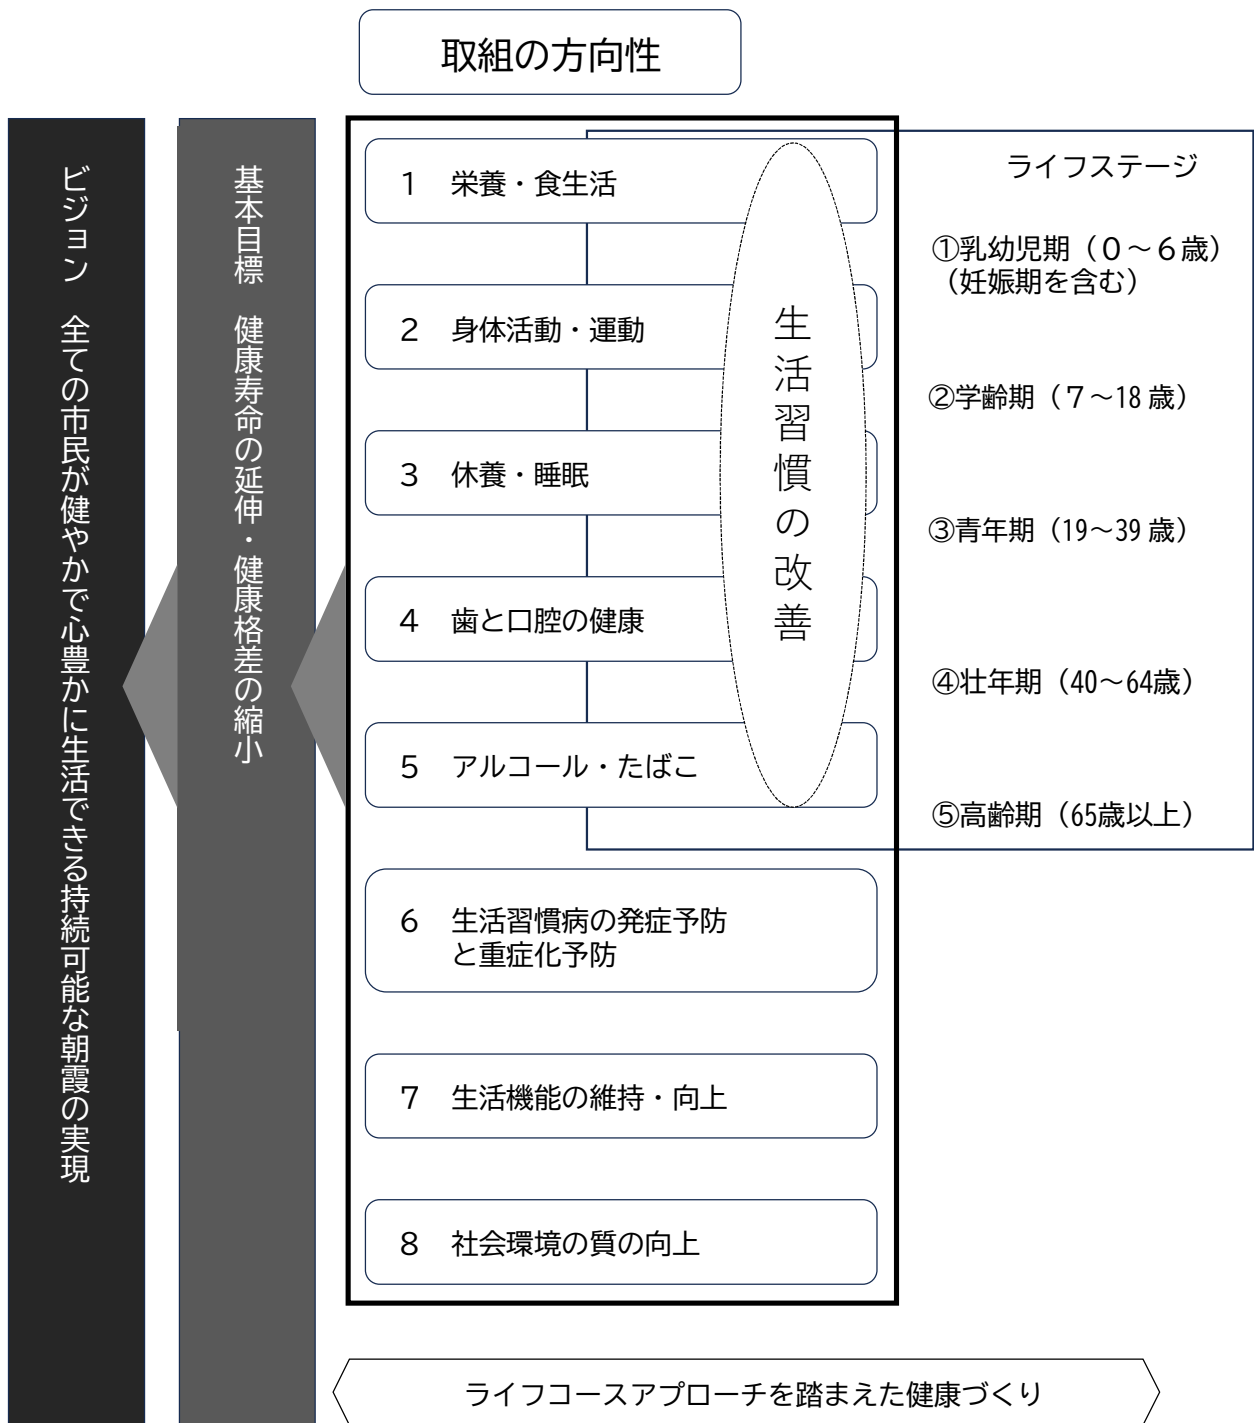 取組の方向性
ビジョン　全ての市民が健やかで心豊かに生活できる持続可能な朝霞の実現
基本目標　健康寿命の延伸・健康格差の縮小
1　栄養・食生活
2　身体活動・運動
3　休養・睡眠
4　歯と口腔の健康
5　アルコール・たばこ
6　生活習慣病の発症予防
と重症化予防
7　生活機能の維持・向上
8　社会環境の質の向上
生活習慣の改善
ライフステージ
①乳幼児期（０～６歳）
（妊娠期を含む）
②学齢期（７～18歳）
③青年期（19～39歳）
④壮年期（40～64歳）
⑤高齢期（65歳以上）
ライフコースアプローチを踏まえた健康づくり